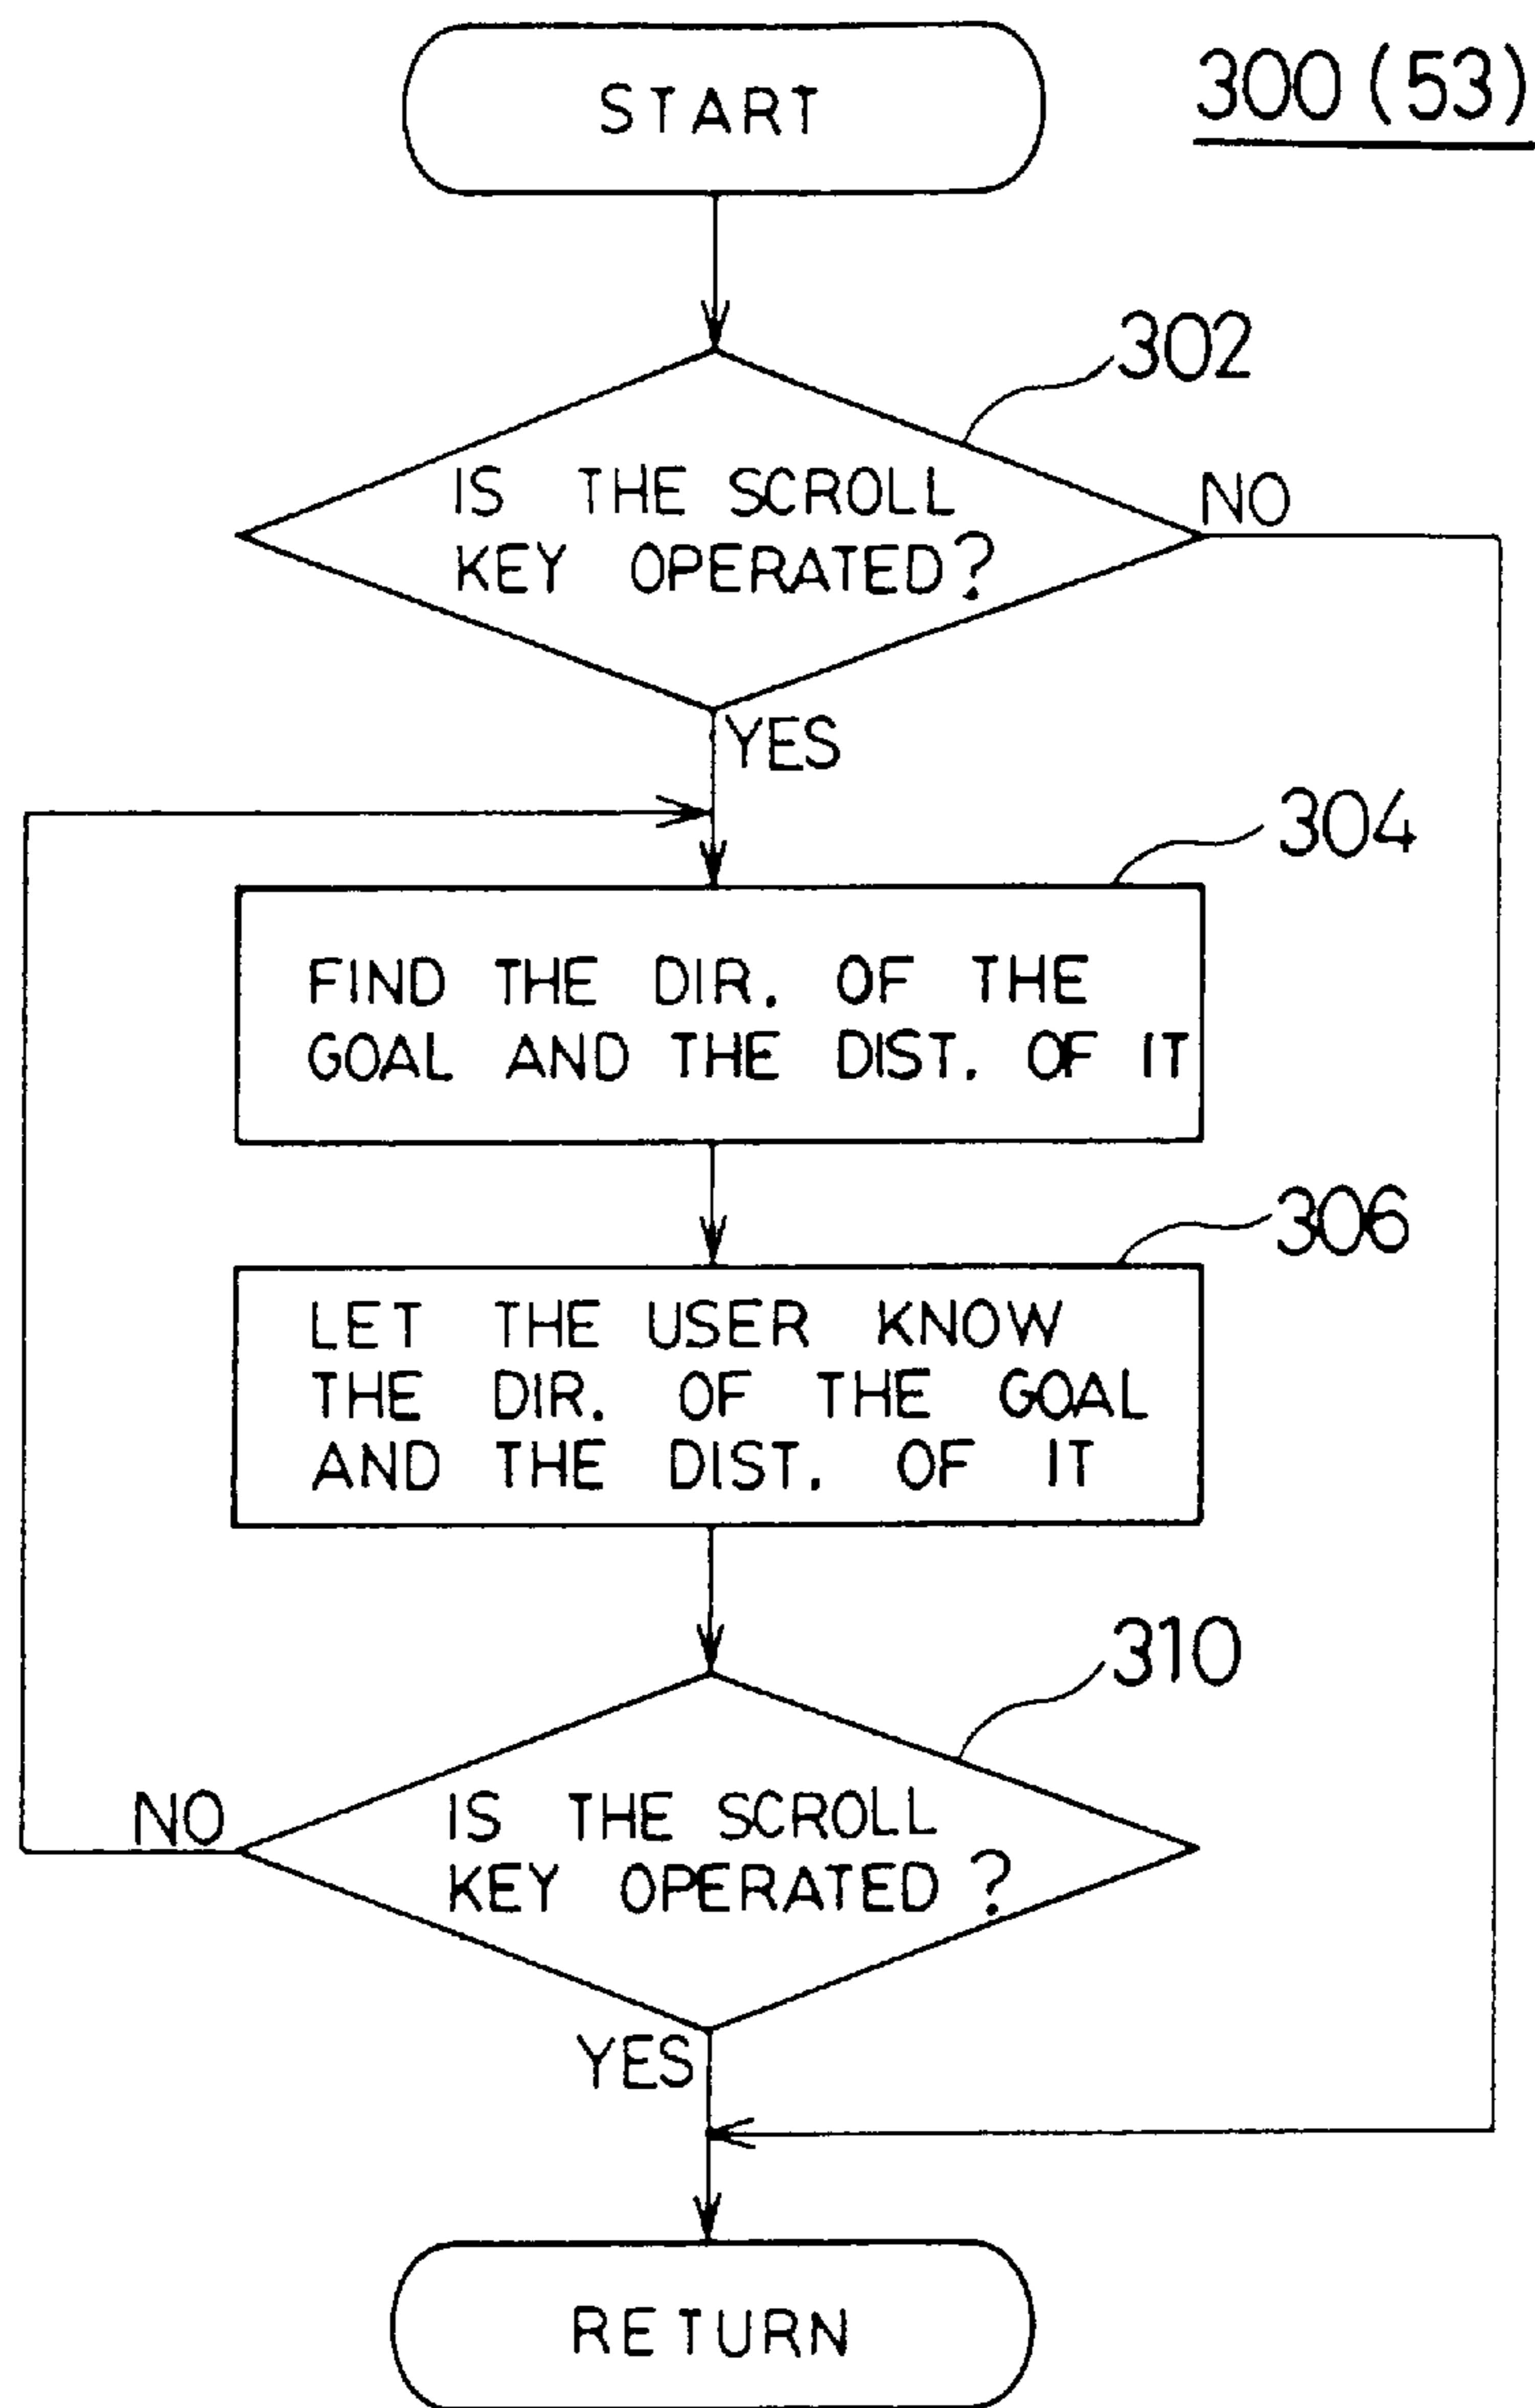 START
300 (53)
302
IS THE SCROLL
KEY OPERATED?
NO
YES
304
FIND THE DIR. OF THE
GOAL AND THE DIST. OF IT
306
LET THE USER KNOW
THE DIR. OF THE GOAL
AND THE DIST. OF IT
310
NO
IS THE SCROLL
KEY OPERATED?
YES
RETURN